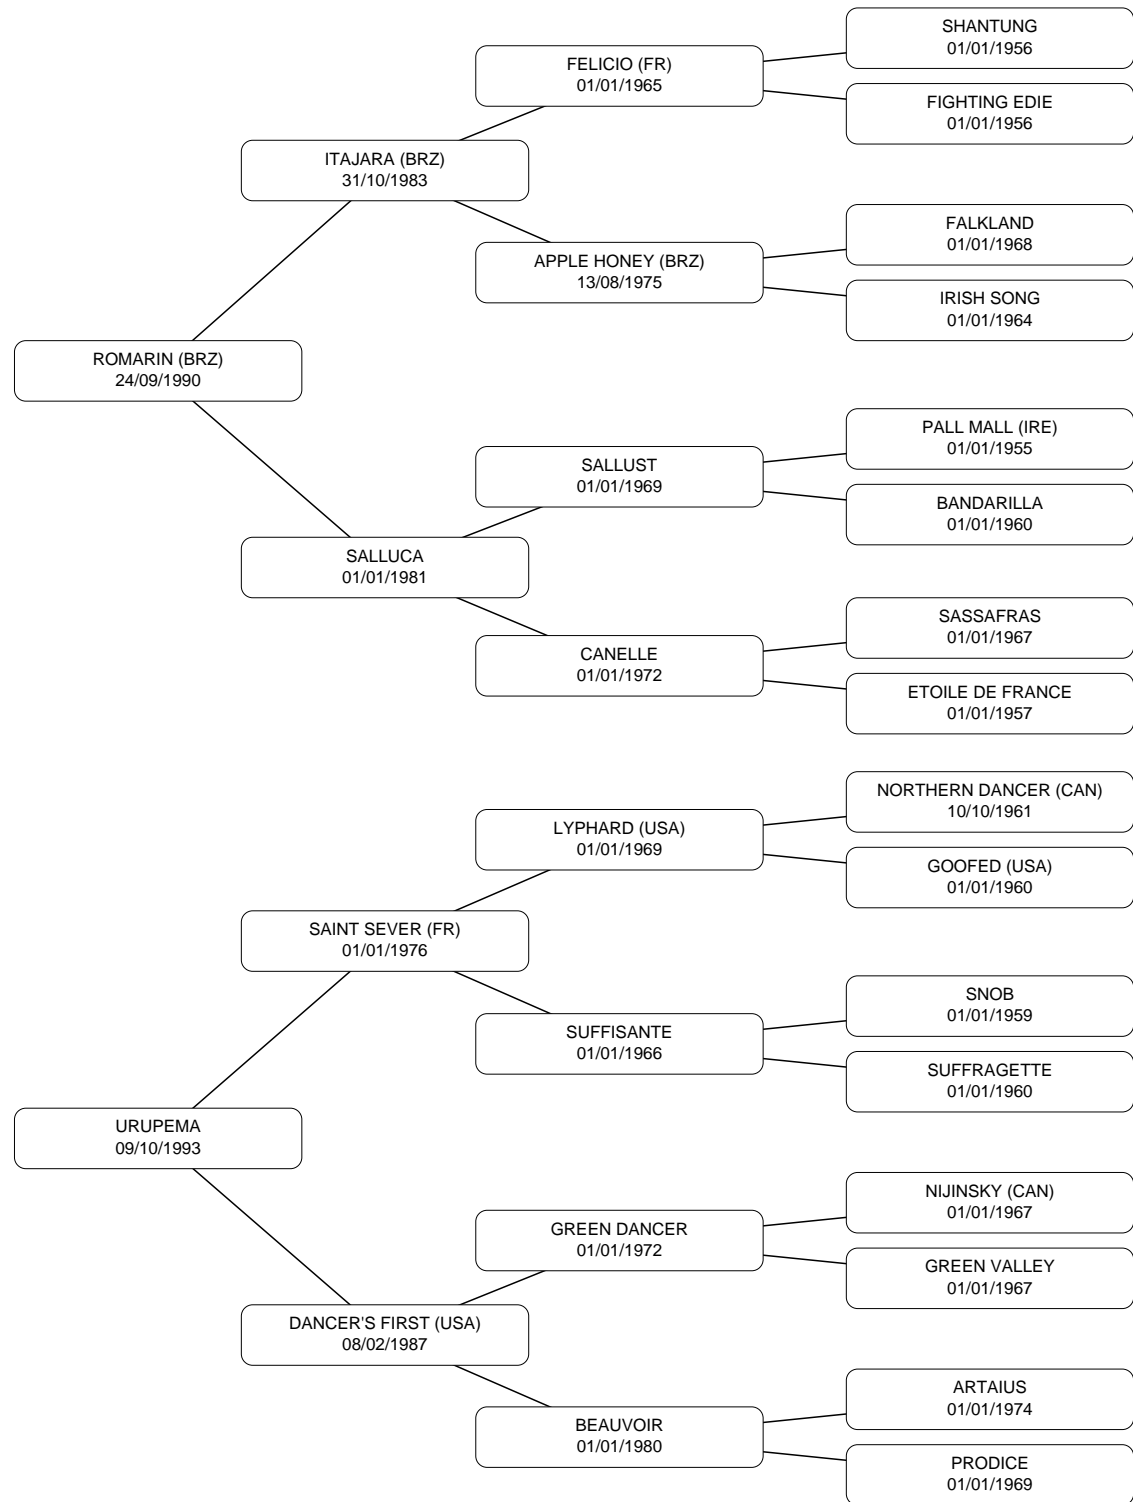 SHANTUNG
01/01/1956
FELICIO (FR)
01/01/1965
FIGHTING EDIE
01/01/1956
ITAJARA (BRZ)
31/10/1983
FALKLAND
01/01/1968
APPLE HONEY (BRZ)
13/08/1975
IRISH SONG
01/01/1964
ROMARIN (BRZ)
24/09/1990
PALL MALL (IRE)
01/01/1955
SALLUST
01/01/1969
BANDARILLA
01/01/1960
SALLUCA
01/01/1981
SASSAFRAS
01/01/1967
CANELLE
01/01/1972
ETOILE DE FRANCE
01/01/1957
NORTHERN DANCER (CAN)
10/10/1961
LYPHARD (USA)
01/01/1969
GOOFED (USA)
01/01/1960
SAINT SEVER (FR)
01/01/1976
SNOB
01/01/1959
SUFFISANTE
01/01/1966
SUFFRAGETTE
01/01/1960
URUPEMA
09/10/1993
NIJINSKY (CAN)
01/01/1967
GREEN DANCER
01/01/1972
GREEN VALLEY
01/01/1967
DANCER'S FIRST (USA)
08/02/1987
ARTAIUS
01/01/1974
BEAUVOIR
01/01/1980
PRODICE
01/01/1969